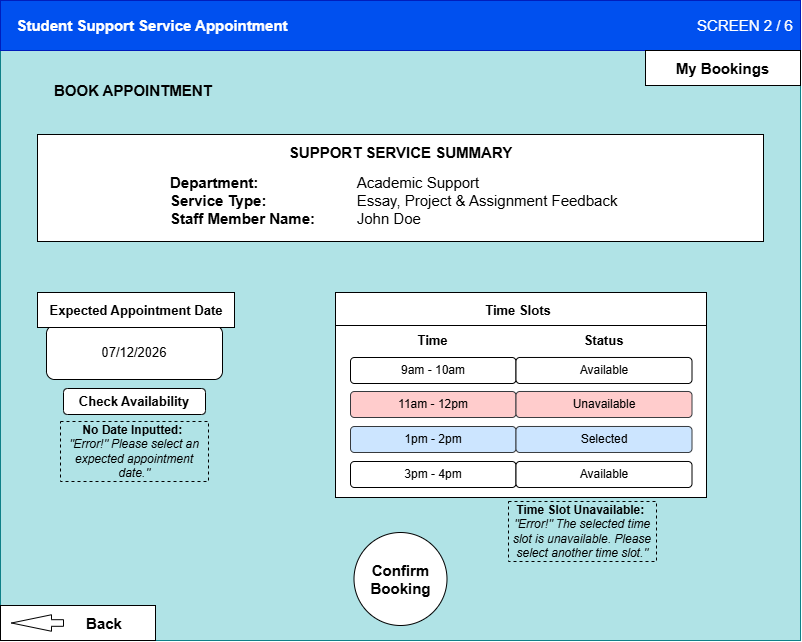 Student Support Service Appointment
SCREEN 2 / 6
My Bookings
BOOK APPOINTMENT
SUPPORT SERVICE SUMMARY
Department: Academic Support
Service Type: Essay, Project & Assignment Feedback
Staff Member Name: John Doe
Expected Appointment Date
07/12/2026
Check Availability
No Date Inputted:
"Error!" Please select an
expected appointment
date."
Time Slots
Time Status
9am - 10am Available
11am - 12pm Unavailable
1pm - 2pm Selected
3pm - 4pm Available
Time Slot Unavailable:
"Error!" The selected time
slot is unavailable. Please
select another time slot."
Confirm
Booking
Back